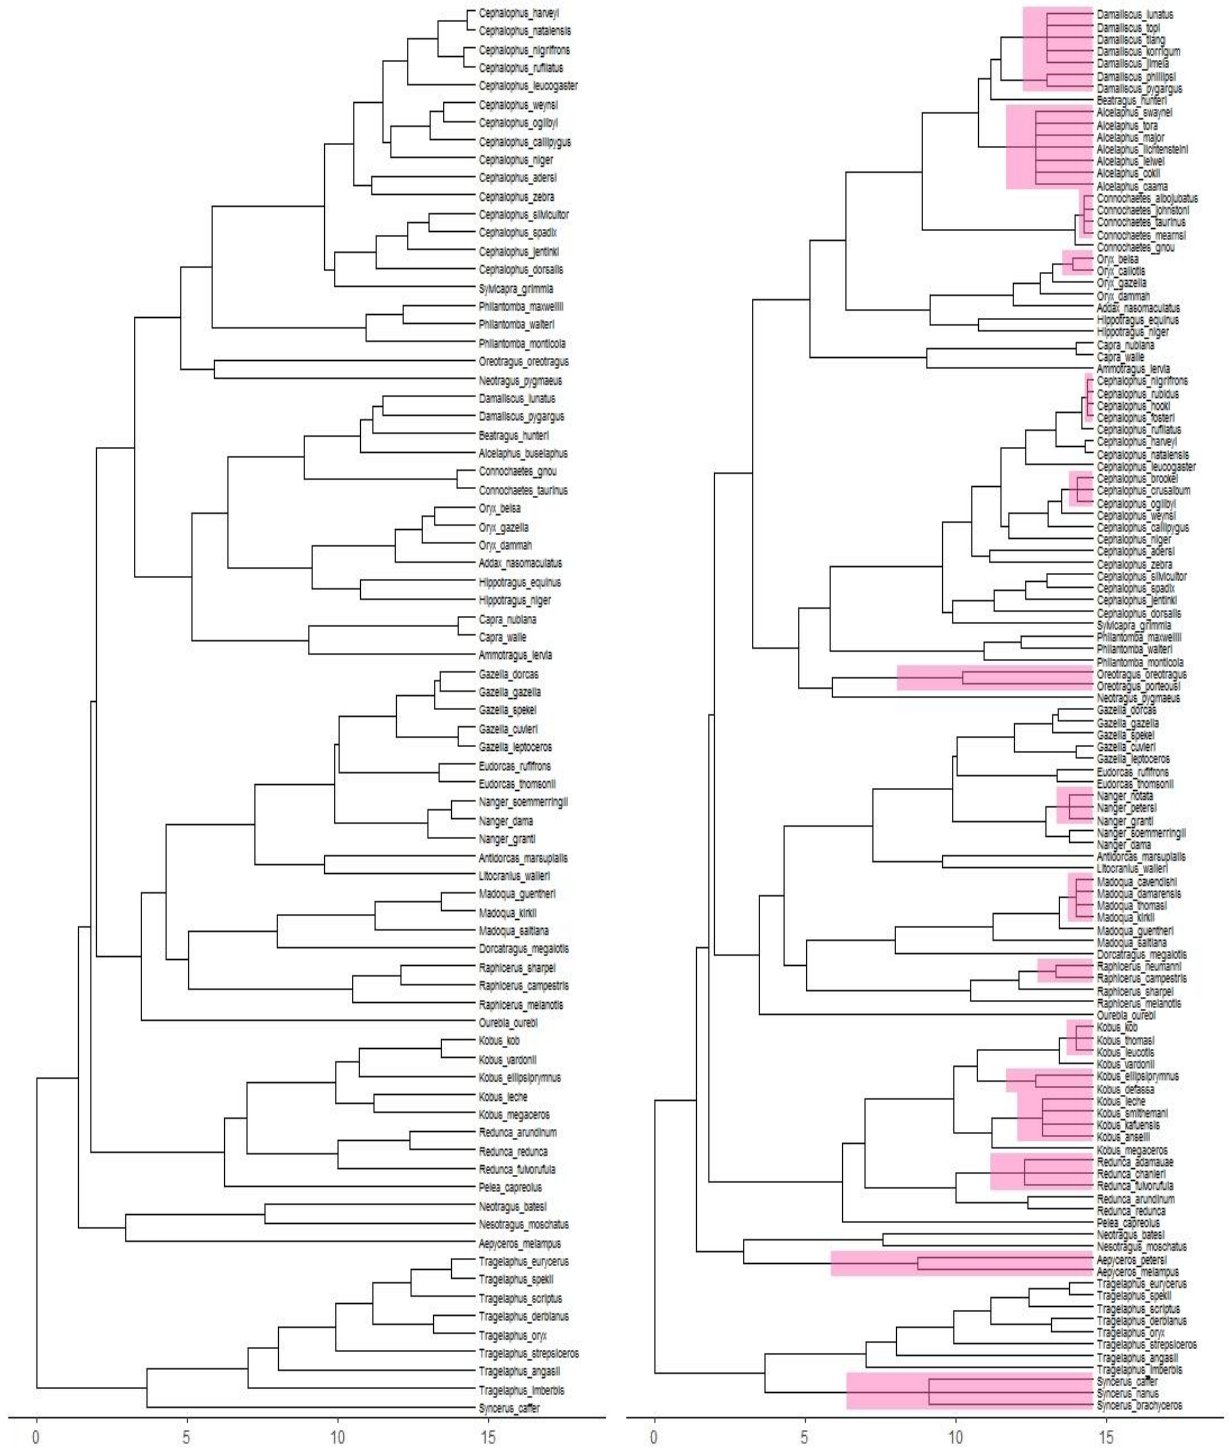 Cephalophus_harveyi
Cephalophus_natalensis
Cephalophus_nigrifrons
Cephalophus_rufilatus
Cephalophus_leucogaster
Cephalophus_weynsi
Cephalophus_ogilbyi
Cephalophus_callipygus
Cephalophus_niger
Cephalophus_adersi
Cephalophus_zebra
Cephalophus_silvicultor
Cephalophus_spadix
Cephalophus_jentinki
Cephalophus_dorsalis
Sylvicapra_grimmia
Philantomba_maxwellii
Philantomba_walteri
Philantomba_monticola
Oreotragus_oreotragus
Neotragus_pygmaeus
Damaliscus_lunatus
Damaliscus_pygargus
Beatragus_hunteri
Alcelaphus_buselaphus
Connochaetes_gnou
Connochaetes_taurinus
Oryx_beisa
Oryx_gazella
Oryx_dammah
Addax_nasomaculatus
Hippotragus_equinus
Hippotragus_niger
Capra_nubiana
Capra_walie
Ammotragus_lervia
Gazella_dorcas
Gazella_gazella
Gazella_spekei
Gazella_cuvieri
Gazella_leptoceros
Eudorcas_rufifrons
Eudorcas_thomsonii
Nanger_soemmerringii
Nanger_dama
Nanger_granti
Antidorcas_marsupialis
Litocranius_walleri
Madoqua_guentheri
Madoqua_kirkii
Madoqua_saltiana
Dorcatragus_megalotis
Raphicerus_sharpei
Raphicerus_campestris
Raphicerus_melanotis
Ourebia_ourebi
Kobus_kob
Kobus_vardonii
Kobus_ellipsiprymnus
Kobus_leche
Kobus_megaceros
Redunca_arundinum
Redunca_redunca
Redunca_fulvorufula
Pelea_capreolus
Neotragus_batesi
Nesotragus_moschatus
Aepyceros_melampus
Tragelaphus_eurycerus
Tragelaphus_spekii
Tragelaphus_scriptus
Tragelaphus_derbianus
Tragelaphus_oryx
Tragelaphus_strepsiceros
Tragelaphus_angasii
Tragelaphus_imberbis
Syncerus_caffer
0 5 10 15
Damaliscus_lunatus
Damaliscus_topi
Damaliscus_tiang
Damaliscus_korrigum
Damaliscus_jimela
Damaliscus_phillipsi
Damaliscus_pygargus
Beatragus_hunteri
Alcelaphus_swaynei
Alcelaphus_tora
Alcelaphus_major
Alcelaphus_lichtensteini
Alcelaphus_lelwel
Alcelaphus_cokii
Alcelaphus_caama
Connochaetes_albojubatus
Connochaetes_johnstoni
Connochaetes_taurinus
Connochaetes_mearnsi
Connochaetes_gnou
Oryx_beisa
Oryx_callotis
Oryx_gazella
Oryx_dammah
Addax_nasomaculatus
Hippotragus_equinus
Hippotragus_niger
Capra_nubiana
Capra_walie
Ammotragus_lervia
Cephalophus_nigrifrons
Cephalophus_rubidus
Cephalophus_hooki
Cephalophus_fosteri
Cephalophus_rufilatus
Cephalophus_harveyi
Cephalophus_natalensis
Cephalophus_leucogaster
Cephalophus_brookei
Cephalophus_crusalbum
Cephalophus_ogilbyi
Cephalophus_weynsi
Cephalophus_callipygus
Cephalophus_niger
Cephalophus_adersi
Cephalophus_zebra
Cephalophus_silvicultor
Cephalophus_spadix
Cephalophus_jentinki
Cephalophus_dorsalis
Sylvicapra_grimmia
Philantomba_maxwellii
Philantomba_walteri
Philantomba_monticola
Oreotragus_oreotragus
Oreotragus_porteousi
Neotragus_pygmaeus
Gazella_dorcas
Gazella_gazella
Gazella_spekei
Gazella_cuvieri
Gazella_leptoceros
Eudorcas_rufifrons
Eudorcas_thomsonii
Nanger_notata
Nanger_petersi
Nanger_granti
Nanger_soemmerringii
Nanger_dama
Antidorcas_marsupialis
Litocranius_walleri
Madoqua_cavendishi
Madoqua_damarensis
Madoqua_thomasi
Madoqua_kirkii
Madoqua_guentheri
Madoqua_saltiana
Dorcatragus_megalotis
Raphicerus_neumanni
Raphicerus_campestris
Raphicerus_sharpei
Raphicerus_melanotis
Ourebia_ourebi
Kobus_kob
Kobus_thomasi
Kobus_leucotis
Kobus_vardonii
Kobus_ellipsiprymnus
Kobus_defassa
Kobus_leche
Kobus_smithemani
Kobus_kafuensis
Kobus_anselli
Kobus_megaceros
Redunca_adamauae
Redunca_chanleri
Redunca_fulvorufula
Redunca_arundinum
Redunca_redunca
Pelea_capreolus
Neotragus_batesi
Nesotragus_moschatus
Aepyceros_petersi
Aepyceros_melampus
Tragelaphus_eurycerus
Tragelaphus_spekii
Tragelaphus_scriptus
Tragelaphus_derbianus
Tragelaphus_oryx
Tragelaphus_strepsiceros
Tragelaphus_angasii
Tragelaphus_imberbis
Syncerus_caffer
Syncerus_nanus
Syncerus_brachyceros
0 5 10 15